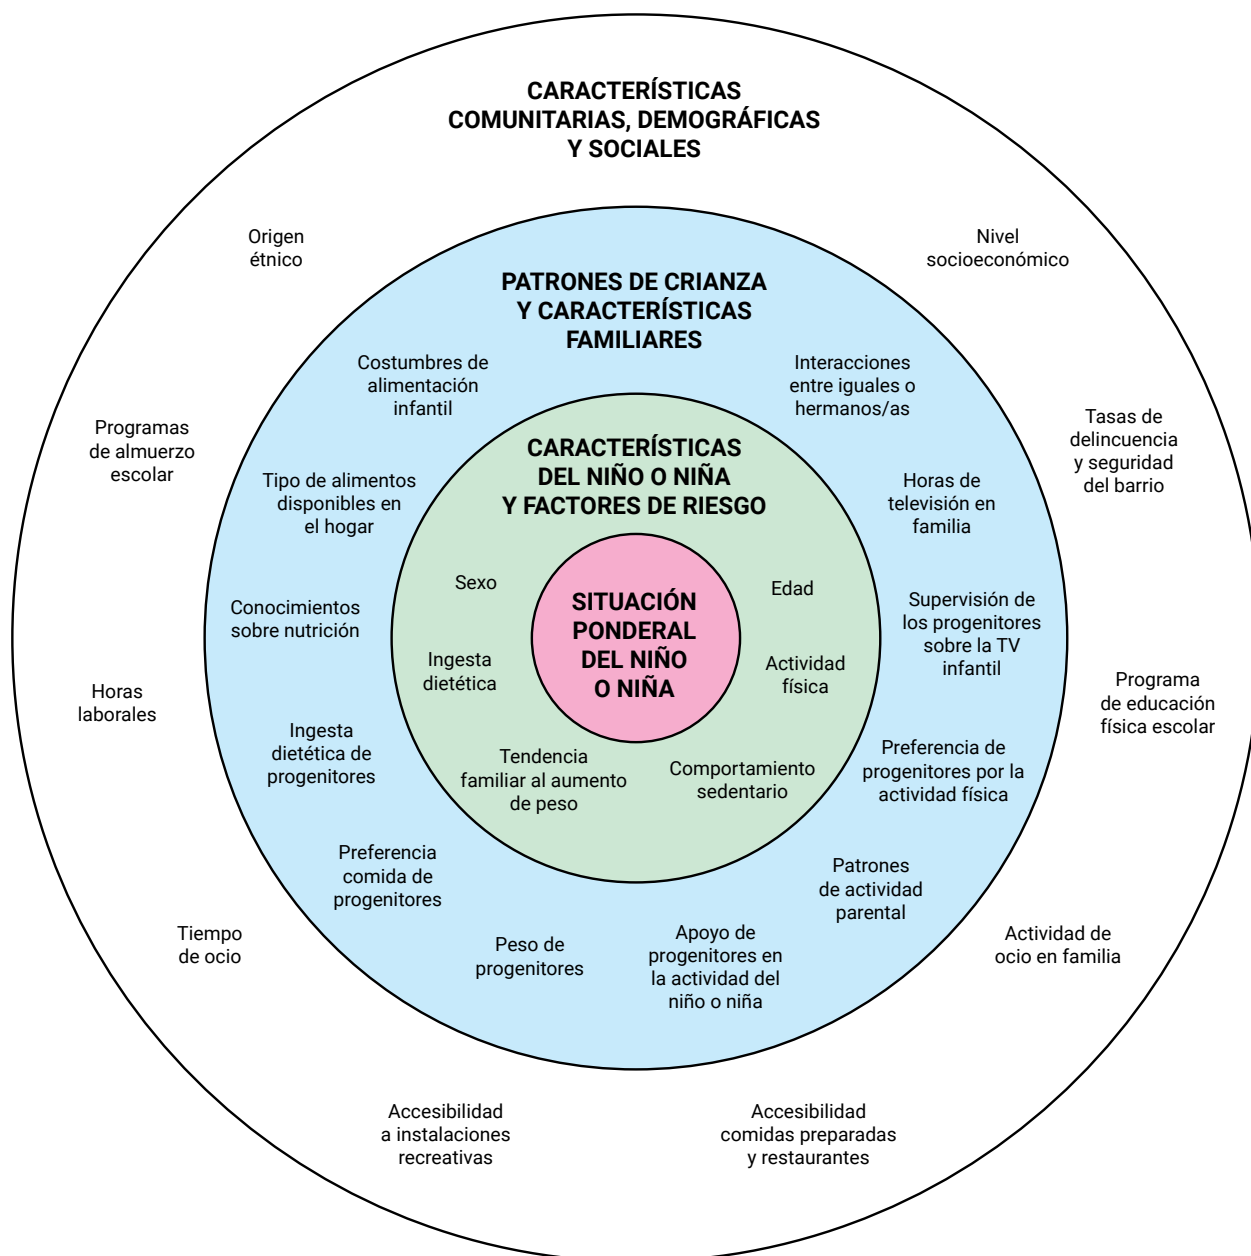 CARACTERÍSTICAS
COMUNITARIAS, DEMOGRÁFICAS
Y SOCIALES
Origen
étnico
Nivel
socioeconómico
Programas
de almuerzo
escolar
Tasas de
delincuencia
y seguridad
del barrio
Horas
laborales
Programa
de educación
física escolar
Tiempo
de ocio
Actividad de
ocio en familia
Accesibilidad
a instalaciones
recreativas
Accesibilidad
comidas preparadas
y restaurantes
PATRONES DE CRIANZA
Y CARACTERÍSTICAS
FAMILIARES
Costumbres de
alimentación
infantil
Interacciones
entre iguales o
hermanos/as
Tipo de alimentos
disponibles en
el hogar
Horas de
televisión en
familia
Conocimientos
sobre nutrición
Supervisión de
los progenitores
sobre la TV
infantil
Ingesta
dietética de
progenitores
Preferencia de
progenitores por la
actividad física
Preferencia
comida de
progenitores
Patrones
de actividad
parental
Peso de
progenitores
Apoyo de
progenitores en
la actividad del
niño o niña
CARACTERÍSTICAS
DEL NIÑO O NIÑA
Y FACTORES DE RIESGO
Sexo
Edad
Ingesta
dietética
Actividad
física
Tendencia
familiar al aumento
de peso
Comportamiento
sedentario
SITUACIÓN
PONDERAL
DEL NIÑO
O NIÑA